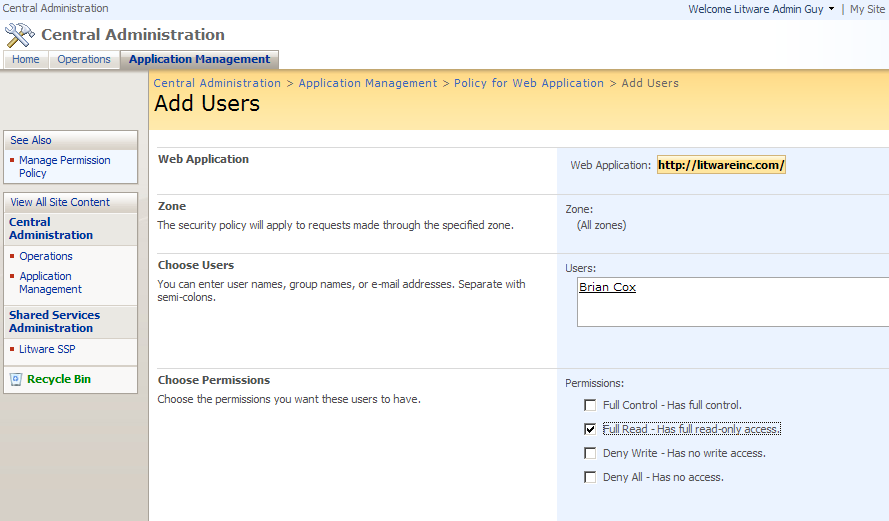 Central Administration
Welcome Litware Admin Guy | My Site
Central Administration
Home Operations Application Management
Central Administration > Application Management > Policy for Web Application > Add Users
Add Users
See Also
Manage Permission
Policy
View All Site Content
Central
Administration
Operations
Application
Management
Shared Services
Administration
Litware SSP
Recycle Bin
Web Application
Web Application: http://litwareinc.com/
Zone
The security policy will apply to requests made through the specified zone.
Zone:
(All zones)
Choose Users
You can enter user names, group names, or e-mail addresses. Separate with
semi-colons.
Users:
Brian Cox
Choose Permissions
Choose the permissions you want these users to have.
Permissions:
Full Control - Has full control.
Full Read - Has full read-only access.
Deny Write - Has no write access.
Deny All - Has no access.